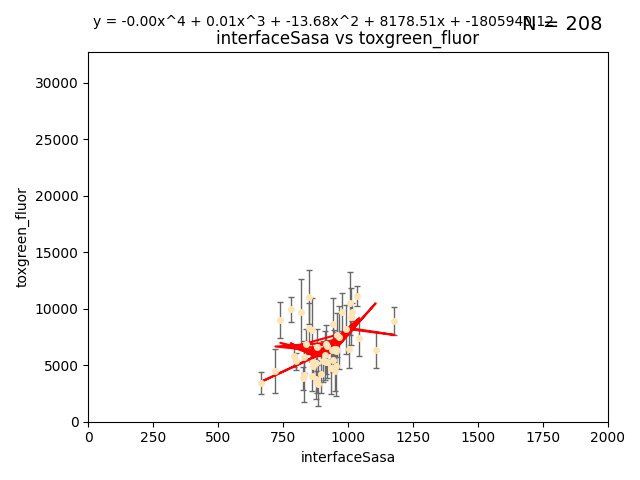 y = -0.00x^4 + 0.01x^3 + -13.68x^2 + 8178.51x + -1805940.12
N = 208
interfaceSasa vs toxgreen_fluor
30000
25000
20000
15000
10000
5000
0
toxgreen_fluor
0 250 500 750 1000 1250 1500 1750 2000
interfaceSasa